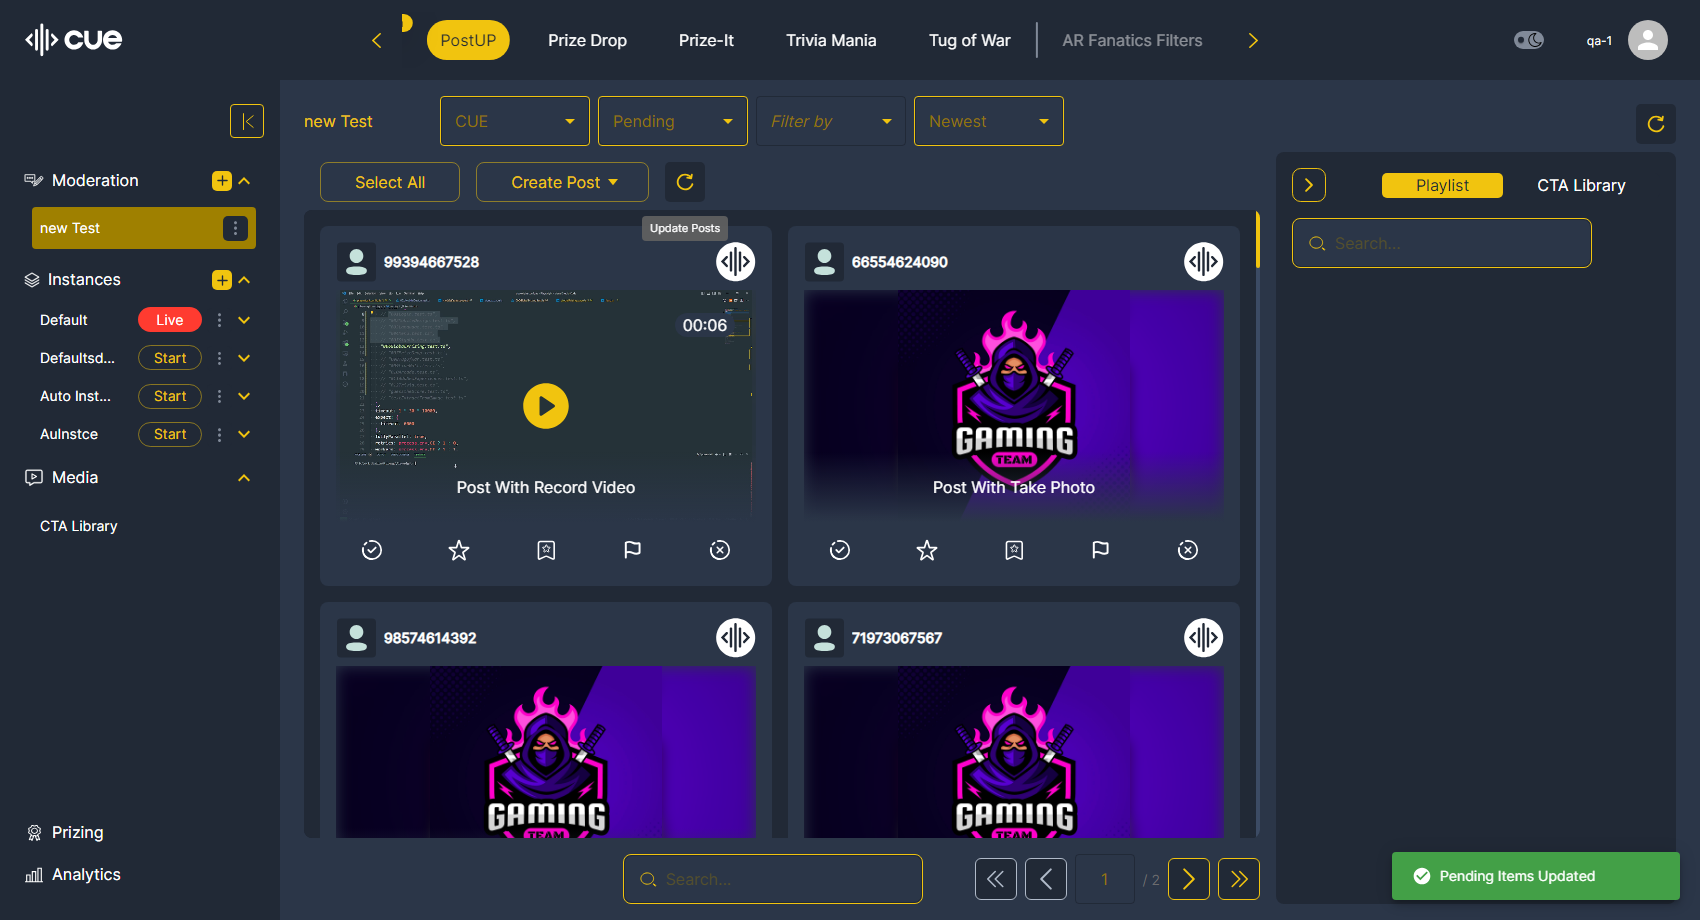 cue
PostUP
Prize Drop
Prize-It
Trivia Mania
Tug of War
AR Fanatics Filters
qa-1
new Test
CUE
Pending
Filter by
Newest
Select All
Create Post
Update Posts
Moderation
new Test
Instances
Default
Live
Defaultsd...
Start
Auto Inst...
Start
AuInstce
Start
Media
CTA Library
Prizing
Analytics
99394667528
00:06
Post With Record Video
66554624090
GAMING
TEAM
Post With Take Photo
98574614392
GAMING
TEAM
71973067567
GAMING
TEAM
Search...
1
/ 2
Playlist
CTA Library
Search...
Pending Items Updated